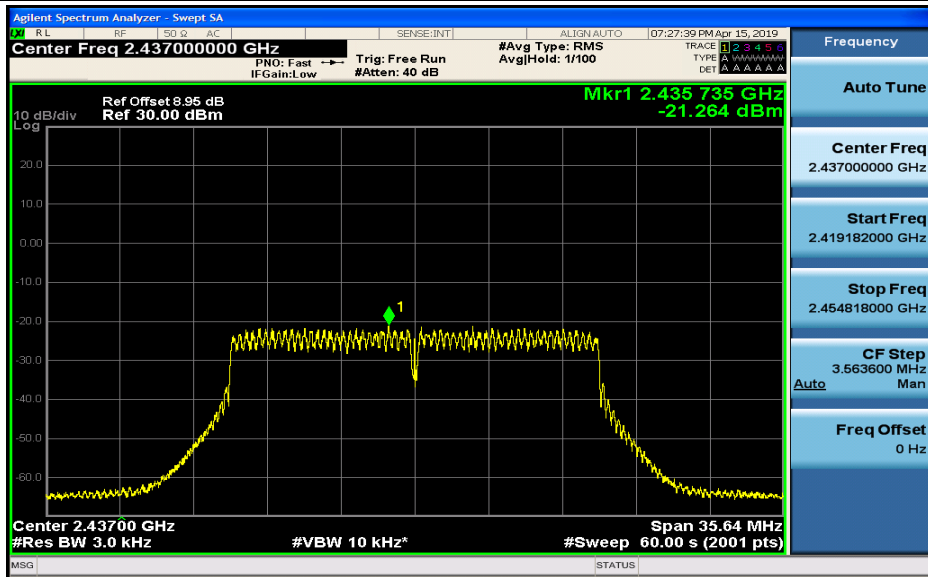 Agilent Spectrum Analyzer - Swept SA
LXI RL RF 50 Ω AC SENSE:INT ALIGN AUTO 07:27:39 PM Apr 15, 2019
Center Freq 2.437000000 GHz
PNO: Fast
IFGain:Low
Trig: Free Run
#Atten: 40 dB
#Avg Type: RMS
Avg|Hold: 1/100
TRACE 1 2 3 4 5 6
TYPE A WWWWWW
DET A A A A A A
Mkr1 2.435 735 GHz
-21.264 dBm
Ref Offset 8.95 dB
10 dB/div Ref 30.00 dBm
Log
20.0
10.0
0.00
-10.0
-20.0
-30.0
-40.0
-50.0
-60.0
1
Center 2.43700 GHz Span 35.64 MHz
#Res BW 3.0 kHz #VBW 10 kHz* #Sweep 60.00 s (2001 pts)
MSG STATUS
Frequency
Auto Tune
Center Freq
2.437000000 GHz
Start Freq
2.419182000 GHz
Stop Freq
2.454818000 GHz
CF Step
3.563600 MHz
Auto Man
Freq Offset
0 Hz